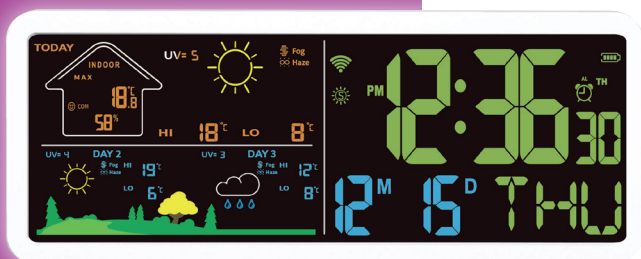 TODAY
INDOOR
MAX
COM
18.8°C
58%
UV= 5
Fog
Haze
HI 18°C LO 8°C
UV= 4 DAY 2
Fog
Haze
HI 19°C
LO 6°C
UV= 3 DAY 3
Fog
Haze
HI 12°C
LO 8°C
PM 12:36 30
AL TH
S
12 M 15 D THU